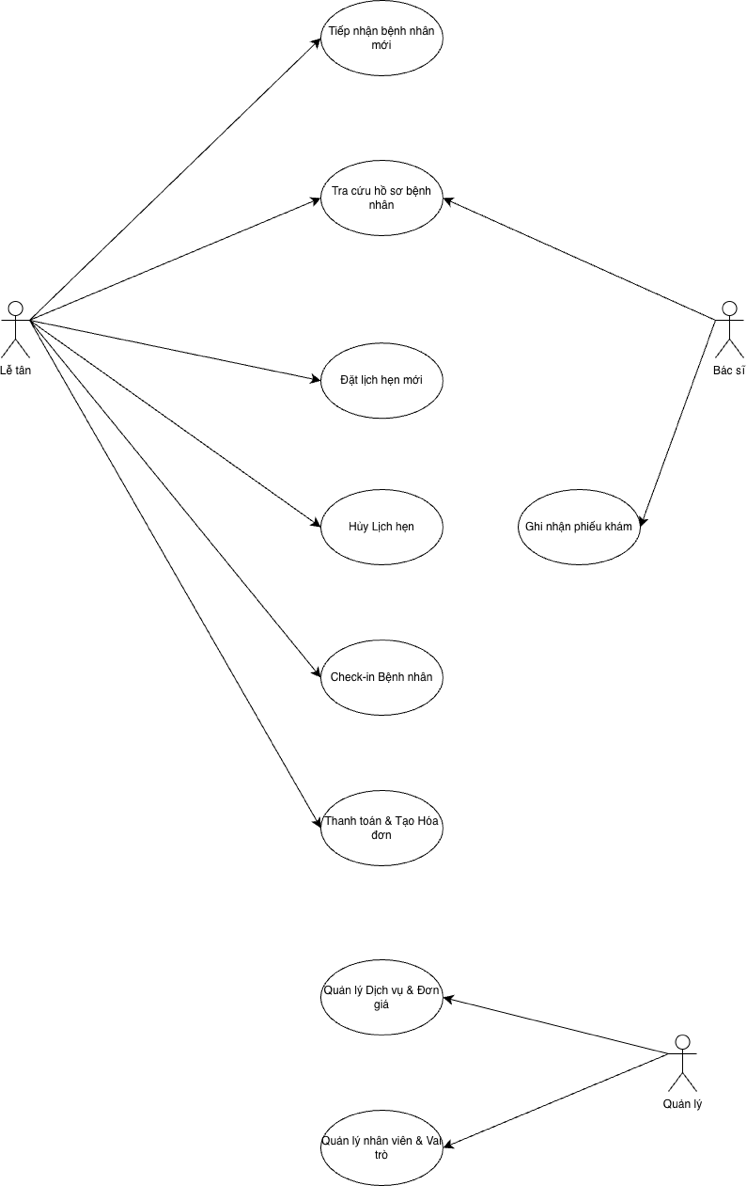 Tiếp nhận bệnh nhân
mới
Tra cứu hồ sơ bệnh
nhân
Lễ tân
Bác sĩ
Đặt lịch hẹn mới
Hủy Lịch hẹn
Ghi nhận phiếu khám
Check-in Bệnh nhân
Thanh toán & Tạo Hóa
đơn
Quản lý Dịch vụ & Đơn
giá
Quản lý
Quản lý nhân viên & Vai
trò